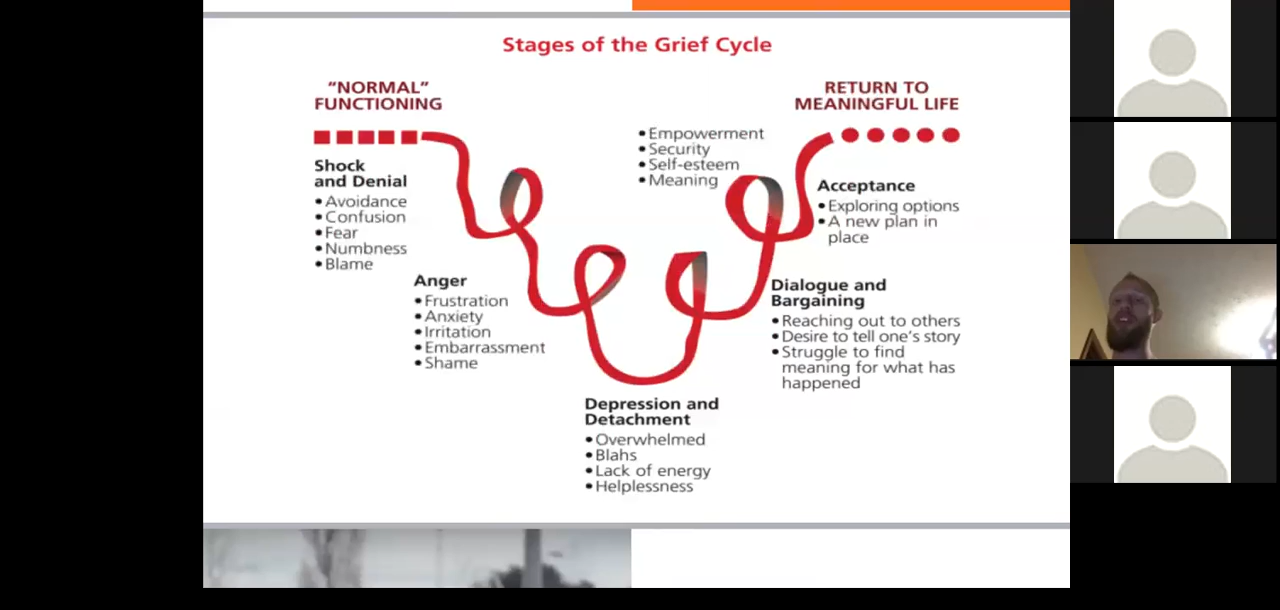 Stages of the Grief Cycle
“NORMAL”
FUNCTIONING
Shock
and Denial
• Avoidance
• Confusion
• Fear
• Numbness
• Blame
Anger
• Frustration
• Anxiety
• Irritation
• Embarrassment
• Shame
Depression and
Detachment
• Overwhelmed
• Blahs
• Lack of energy
• Helplessness
• Empowerment
• Security
• Self-esteem
• Meaning
Dialogue and
Bargaining
• Reaching out to others
• Desire to tell one’s story
• Struggle to find
meaning for what has
happened
RETURN TO
MEANINGFUL LIFE
Acceptance
• Exploring options
• A new plan in
place